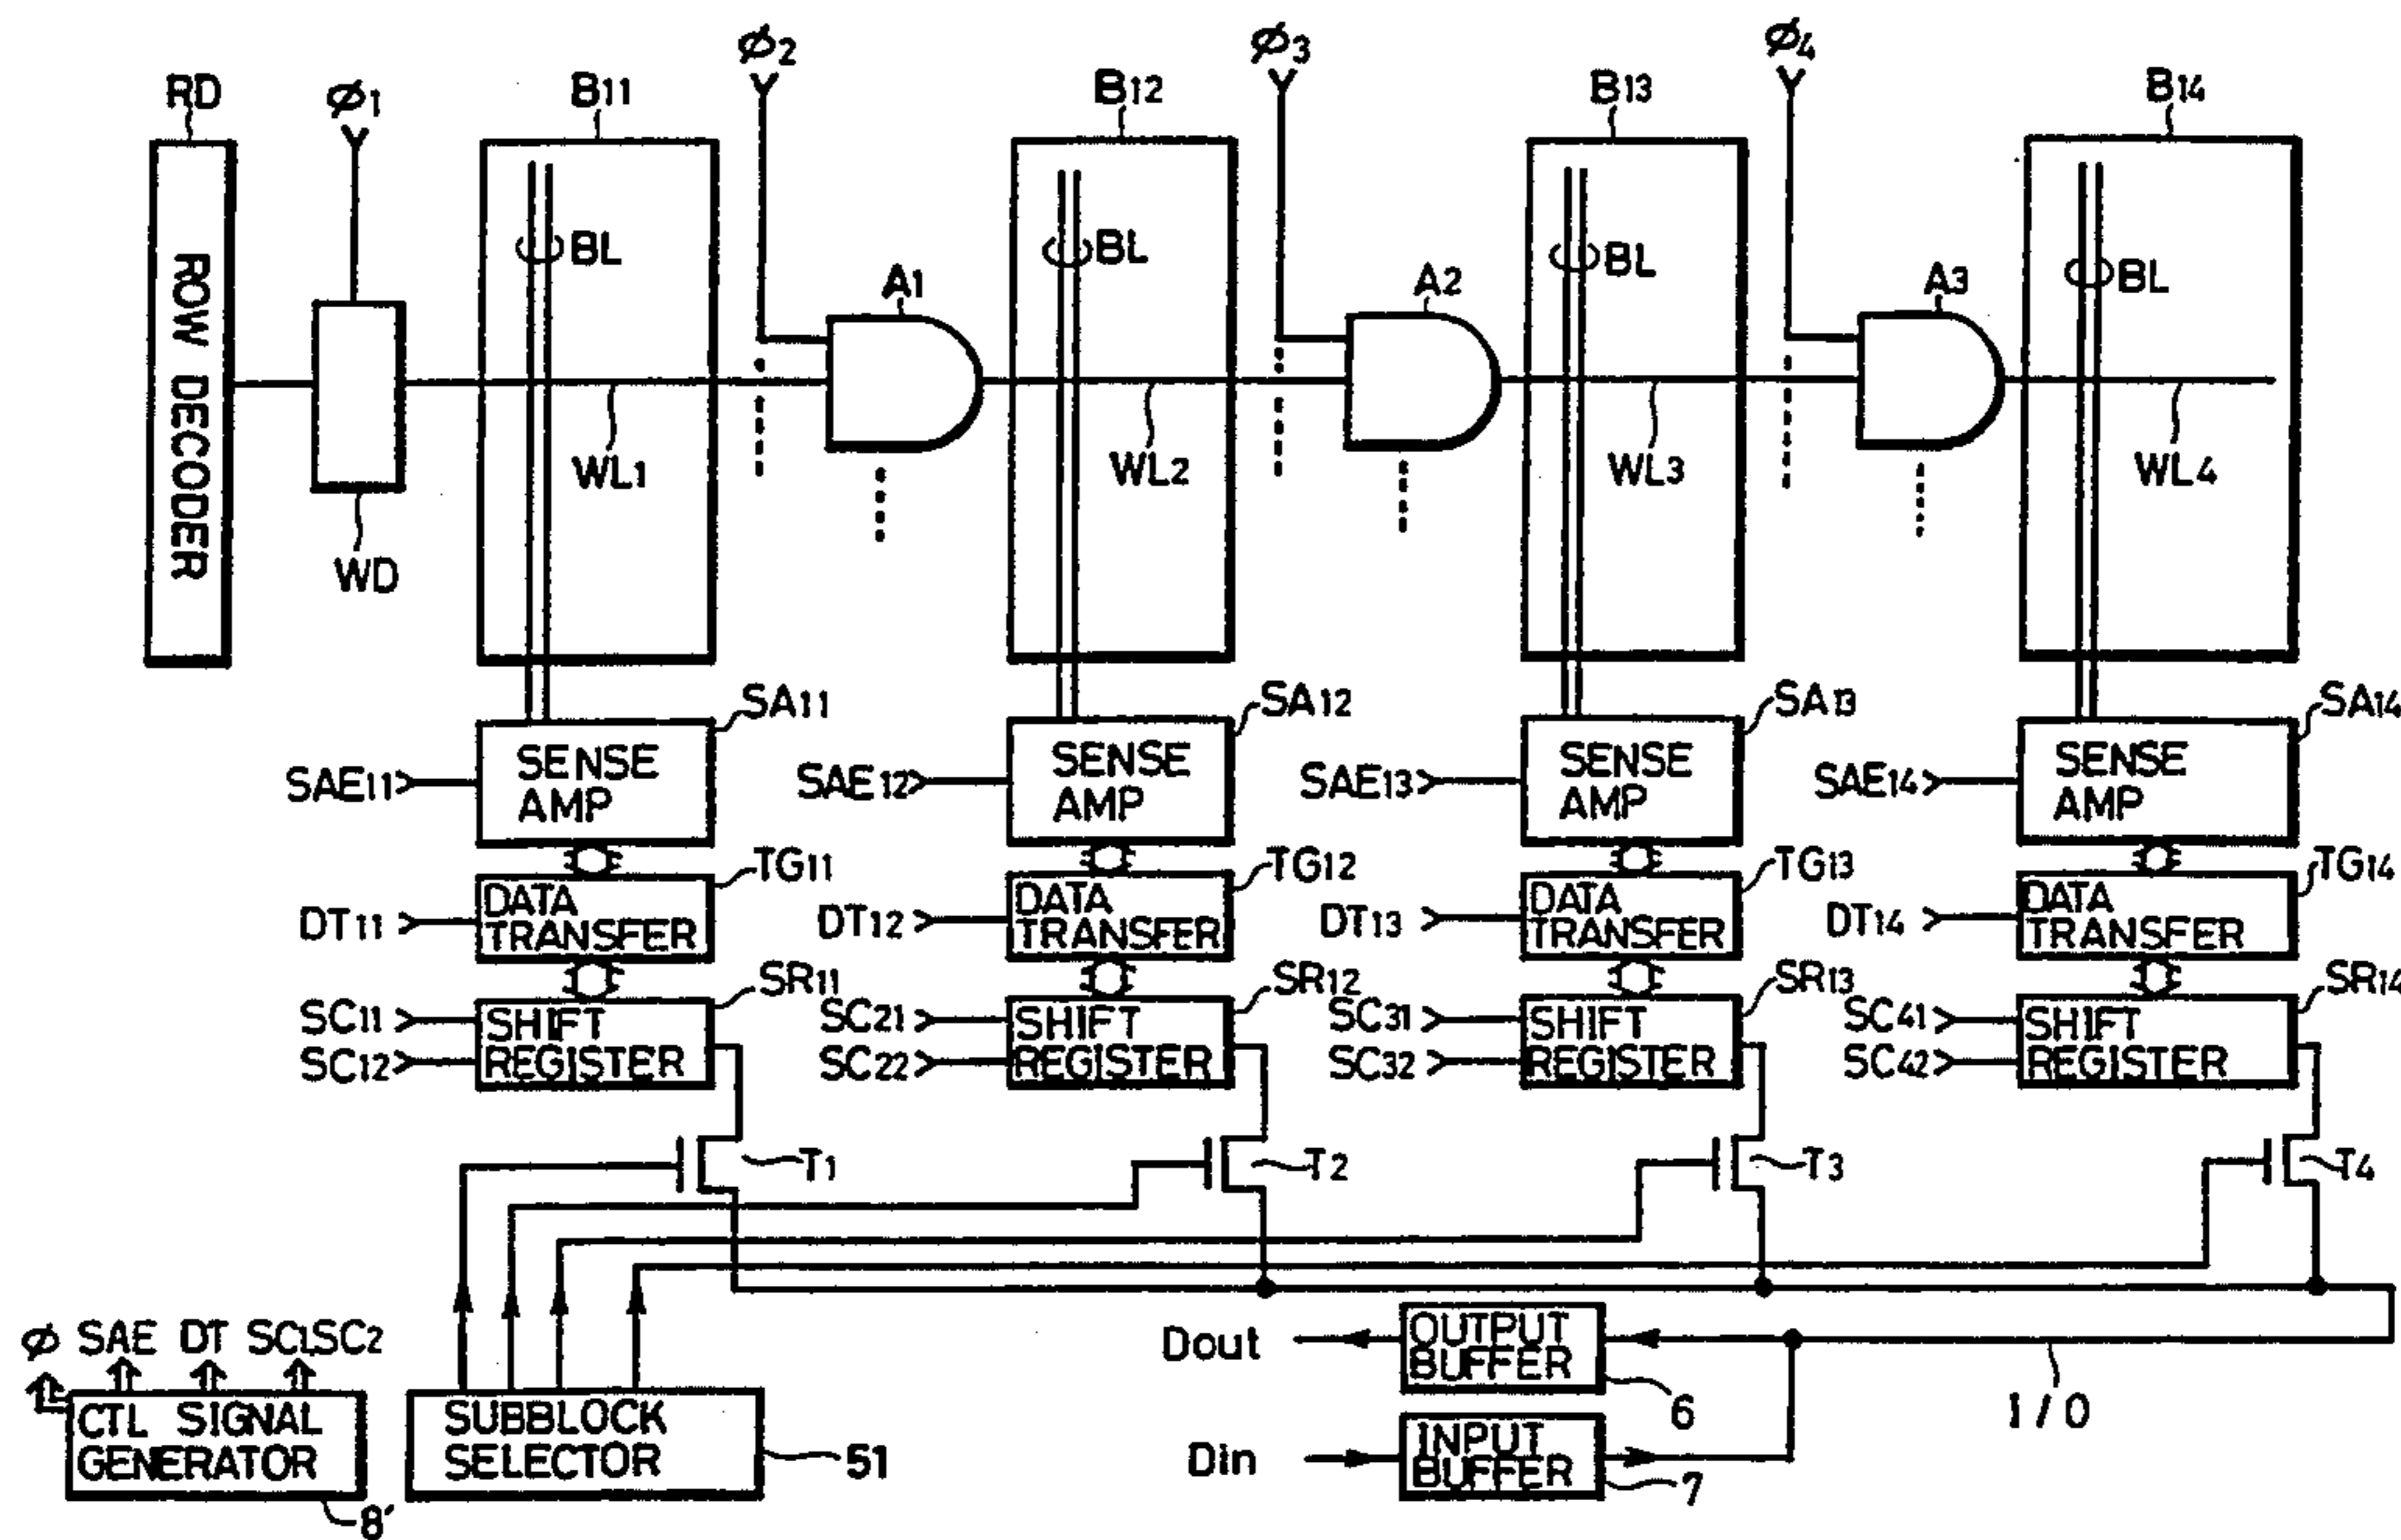 ø2 ø3 ø4
RD ø1 B11 B12 B13 B14
BL BL BL BL
A1 A2 A3
ROW DECODER
WL1 WL2 WL3 WL4
WD
SA11 SA12 SA13 SA14
SAE11 SENSE AMP
SAE12 SENSE AMP
SAE13 SENSE AMP
SAE14 SENSE AMP
TG11 TG12 TG13 TG14
DT11 DATA TRANSFER
DT12 DATA TRANSFER
DT13 DATA TRANSFER
DT14 DATA TRANSFER
SR11 SR12 SR13 SR14
SC11 SC12 SHIFT REGISTER
SC21 SC22 SHIFT REGISTER
SC31 SC32 SHIFT REGISTER
SC41 SC42 SHIFT REGISTER
T1 T2 T3 T4
ø SAE DT SC1 SC2
CTL SIGNAL
GENERATOR
8'
SUBBLOCK
SELECTOR
51
Dout
OUTPUT
BUFFER
6
I/O
Din
INPUT
BUFFER
7